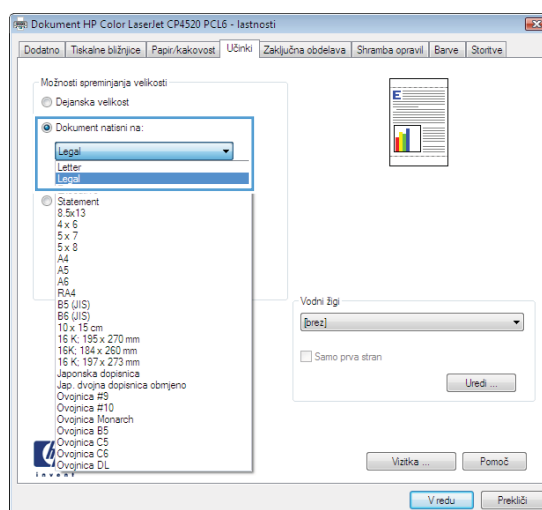 Dokument HP Color LaserJet CP4520 PCL6 - lastnosti
Dodatno Tiskalne bližnjice Papir/kakovost Učinki Zaključna obdelava Shramba opravil Barve Storitve
Možnosti spreminjanja velikosti
Dejanska velikost
E
Dokument natisni na:
Legal
Letter
Legal
Statement
8.5x13
4 x 6
5 x 7
5 x 8
A4
A5
A6
RA4
B5 (JIS)
B6 (JIS)
10 x 15 cm
16 K; 195 x 270 mm
16K; 184 x 260 mm
16 K; 197 x 273 mm
Japonska dopisnica
Jap. dvojna dopisnica obrnjeno
Ovojnica #9
Ovojnica #10
Ovojnica Monarch
Ovojnica B5
Ovojnica C5
Ovojnica C6
Ovojnica DL
Vodni žigi
[brez]
Samo prva stran
Uredi ...
invent
Vizitka ... Pomoč
V redu Prekliči